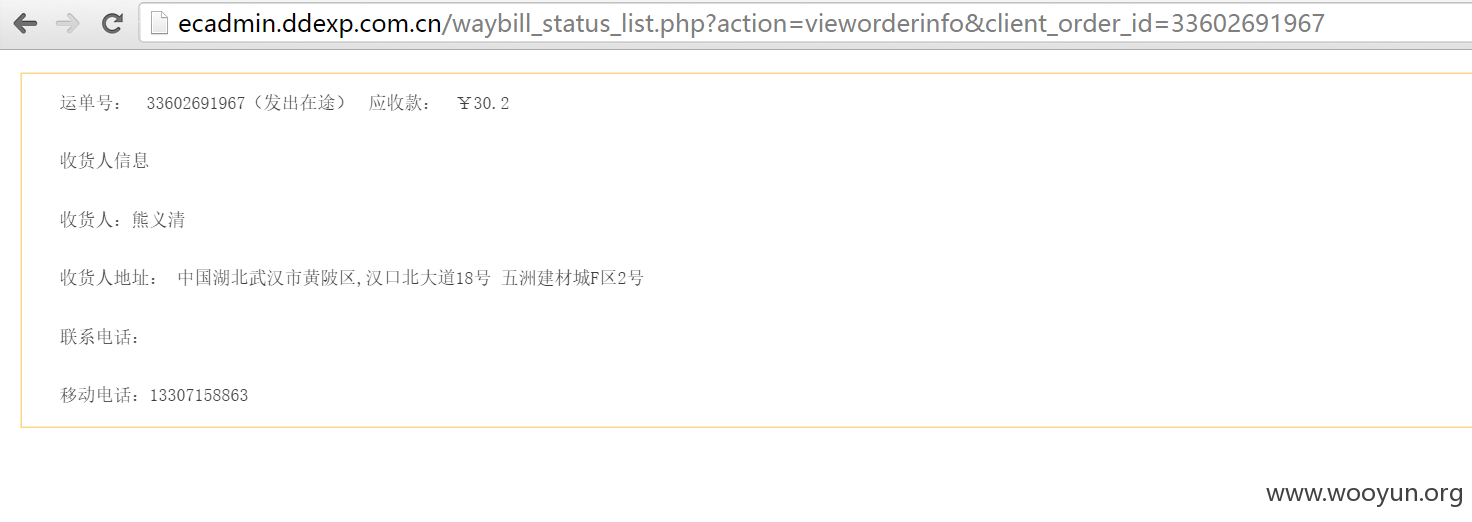 ecadmin.ddexp.com.cn/waybill_status_list.php?action=vieworderinfo&client_order_id=33602691967
运单号： 33602691967（发出在途） 应收款： ￥30.2
收货人信息
收货人：熊义清
收货人地址： 中国湖北武汉市黄陂区,汉口北大道18号 五洲建材城F区2号
联系电话：
移动电话：13307158863
www.wooyun.org